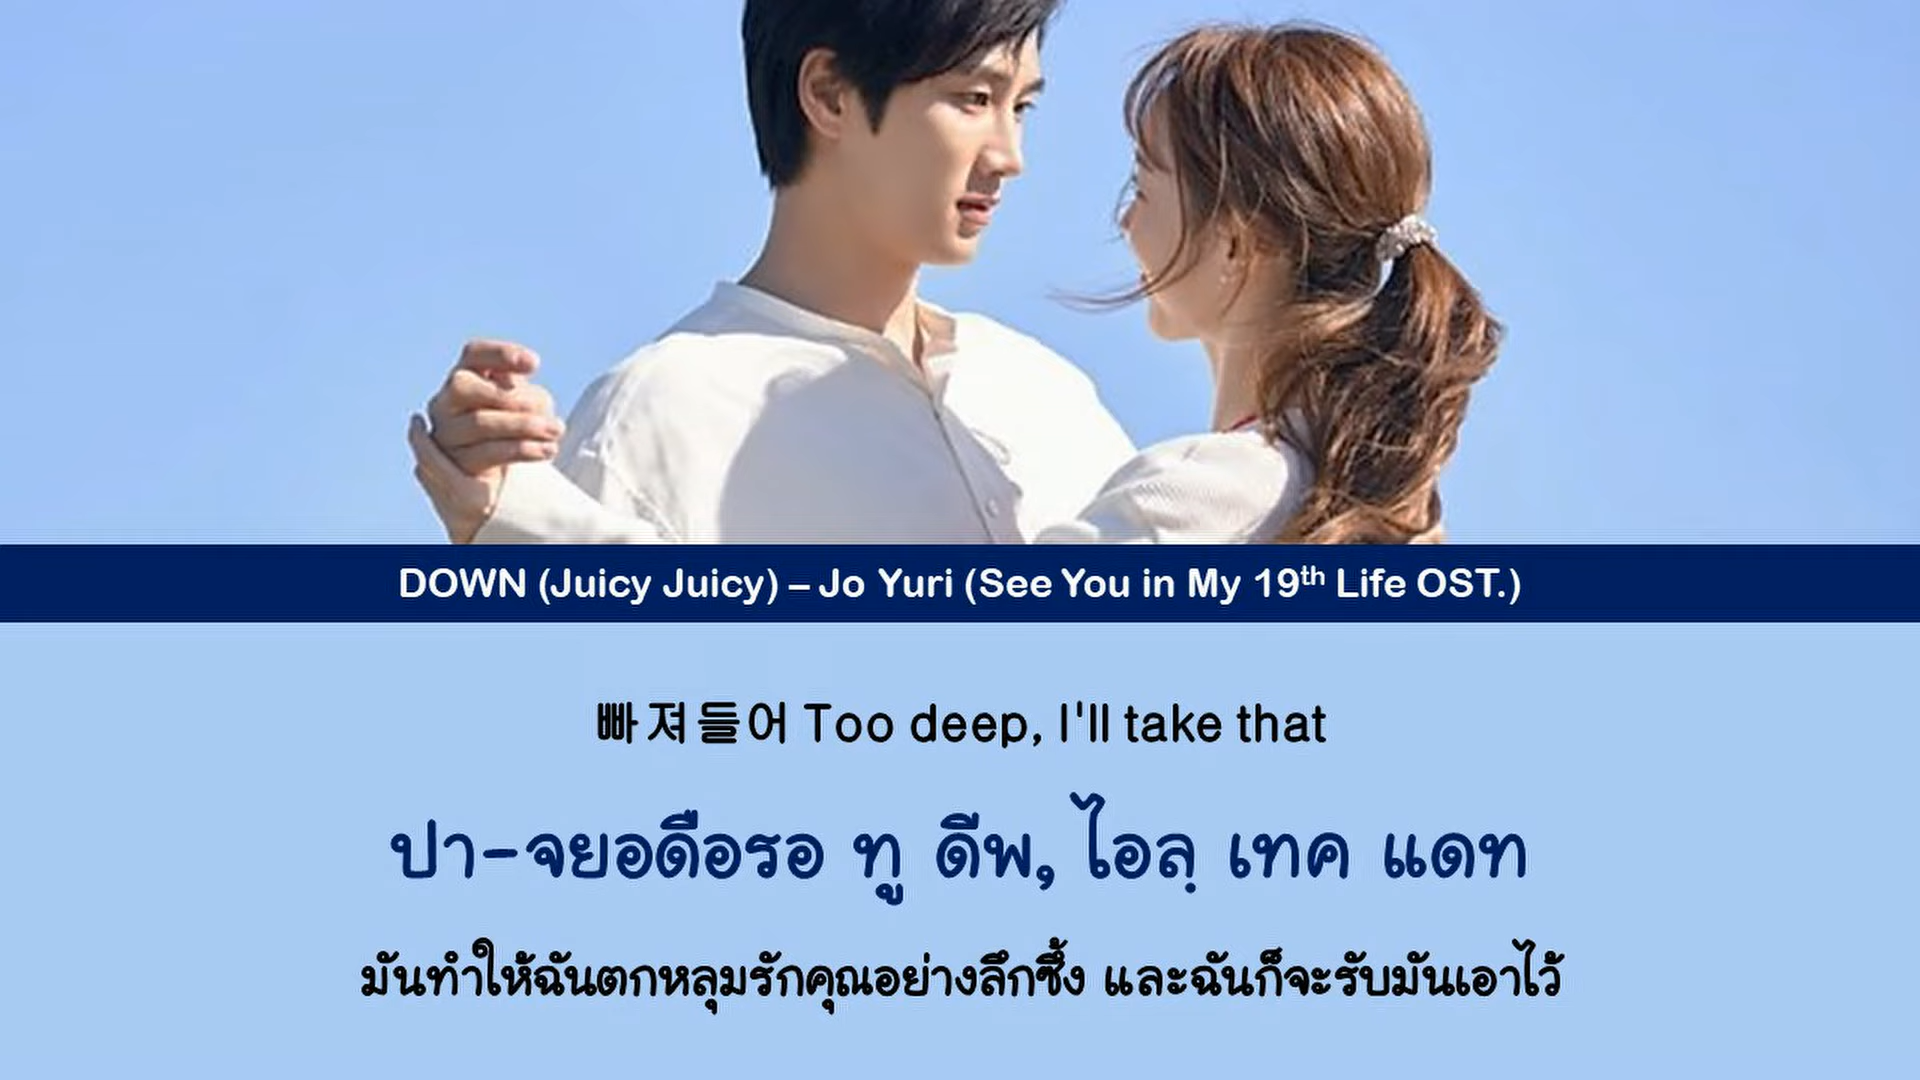 DOWN (Juicy Juicy) – Jo Yuri (See You in My 19th Life OST.)
빠져들어 Too deep, I'll take that
ปา-จยอดือรอ ทู ดีพ, ไอลฺ เทค แดท
มันทำให้ฉันตกหลุมรักคุณอย่างลึกซึ้ง และฉันก็จะรับมันเอาไว้